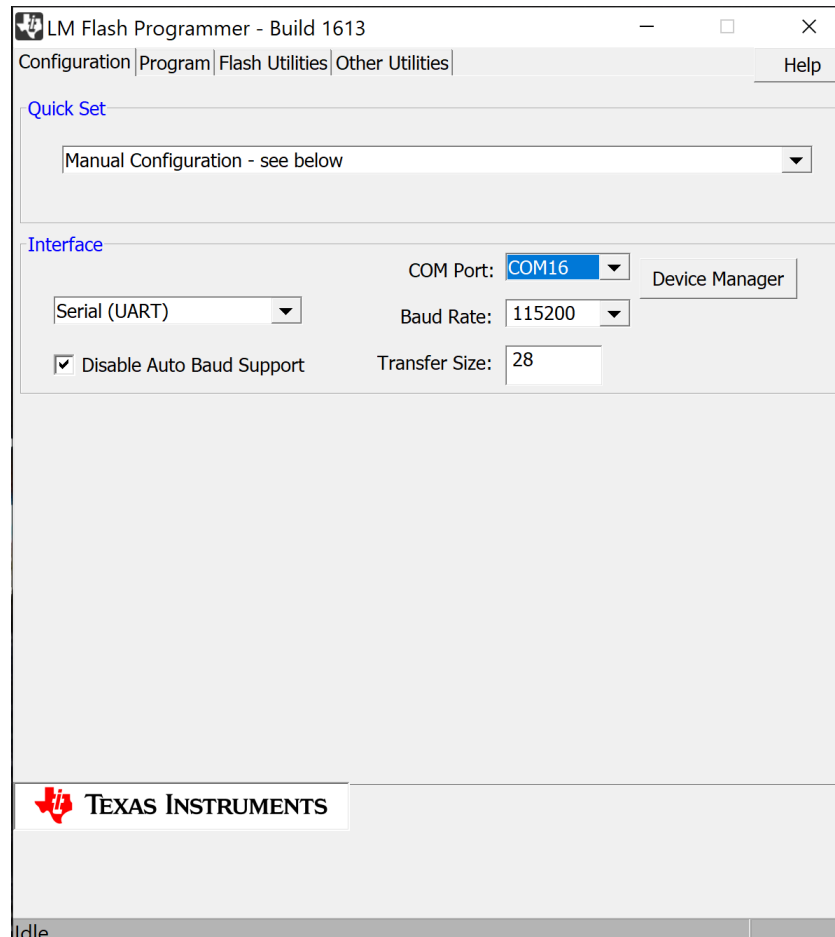 LM Flash Programmer - Build 1613
Configuration Program Flash Utilities Other Utilities Help
Quick Set
Manual Configuration - see below
Interface
COM Port: COM16 Device Manager
Serial (UART) Baud Rate: 115200
Disable Auto Baud Support Transfer Size: 28
TEXAS INSTRUMENTS
Idle